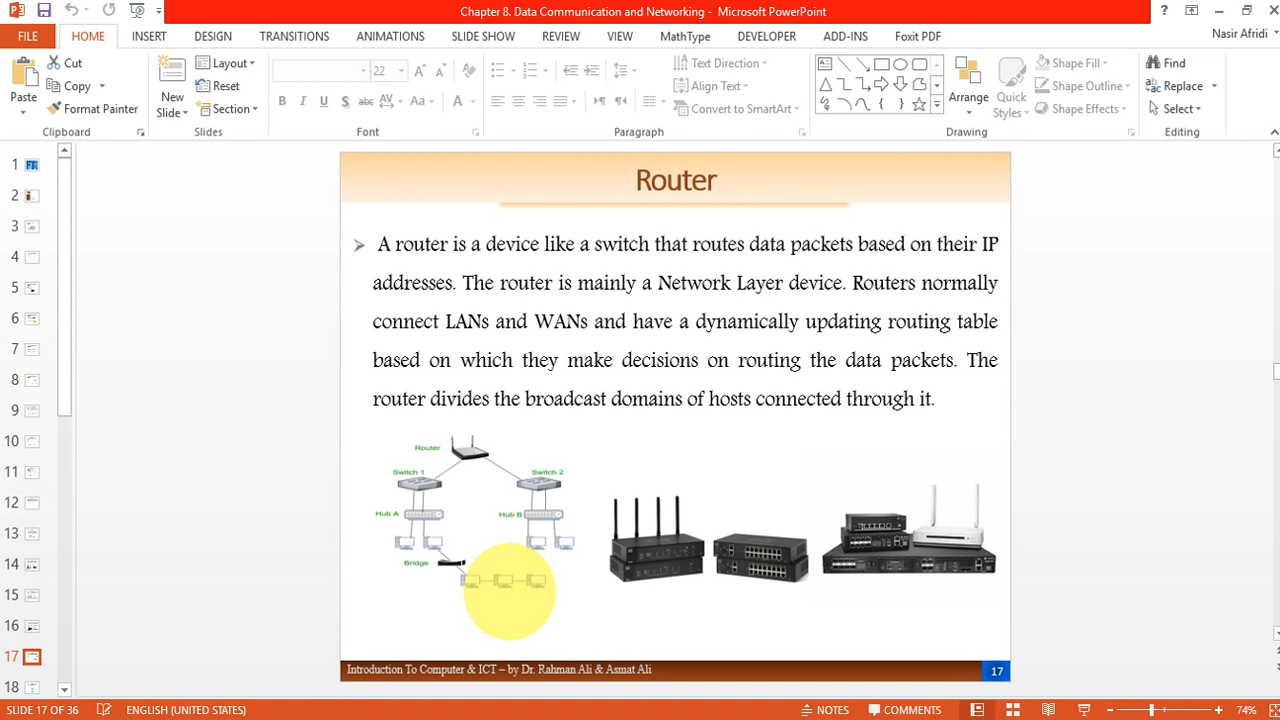 Chapter 8. Data Communication and Networking - Microsoft PowerPoint
FILE HOME INSERT DESIGN TRANSITIONS ANIMATIONS SLIDE SHOW REVIEW VIEW MathType DEVELOPER ADD-INS Foxit PDF Nasir Afridi
Paste
Cut
Copy
Format Painter
Clipboard
New
Slide
Layout
Reset
Section
Slides
22
B I U S abc AV Aa A
Font
Text Direction
Align Text
Convert to SmartArt
Paragraph
Arrange
Quick
Styles
Shape Fill
Shape Outline
Shape Effects
Drawing
Find
Replace
Select
Editing
1
2
3
4
5
6
7
8
9
10
11
12
13
14
15
16
17
18
Router
A router is a device like a switch that routes data packets based on their IP
addresses. The router is mainly a Network Layer device. Routers normally
connect LANs and WANs and have a dynamically updating routing table
based on which they make decisions on routing the data packets. The
router divides the broadcast domains of hosts connected through it.
Router
Switch 1 Switch 2
Hub A Hub B
Bridge
Introduction To Computer & ICT – by Dr. Rahman Ali & Asmat Ali 17
SLIDE 17 OF 36 ENGLISH (UNITED STATES) NOTES COMMENTS 74%